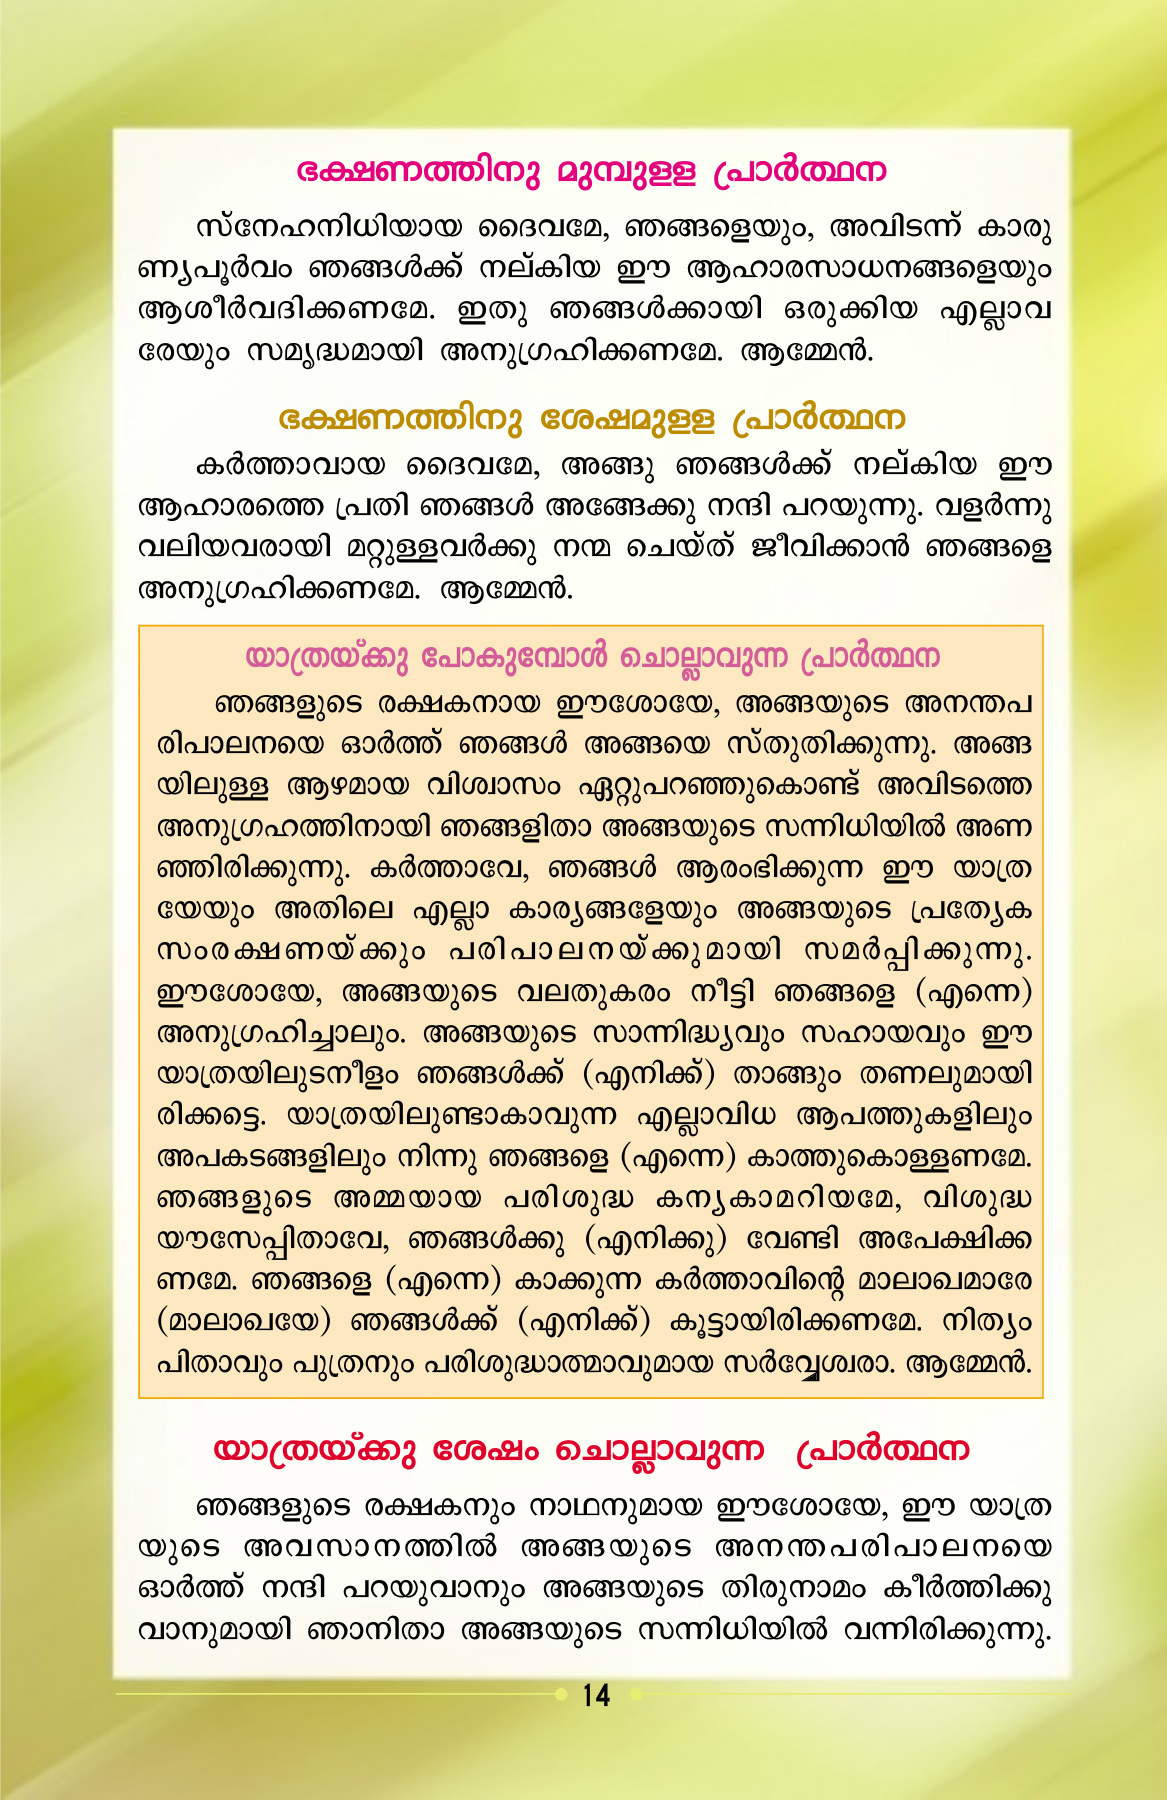 ഭക്ഷണത്തിനു മുമ്പുളള പ്രാർത്ഥന
സ്നേഹനിധിയായ ദൈവമേ, ഞങ്ങളെയും, അവിടന്ന് കാരു
ണ്യപൂർവം ഞങ്ങൾക്ക് നല്കിയ ഈ ആഹാരസാധനങ്ങളെയും
ആശീർവദിക്കണമേ. ഇതു ഞങ്ങൾക്കായി ഒരുക്കിയ എല്ലാവ
രേയും സമൃദ്ധമായി അനുഗ്രഹിക്കണമേ. ആമ്മേൻ.
ഭക്ഷണത്തിനു ശേഷമുളള പ്രാർത്ഥന
കർത്താവായ ദൈവമേ, അങ്ങു ഞങ്ങൾക്ക് നല്കിയ ഈ
ആഹാരത്തെ പ്രതി ഞങ്ങൾ അങ്ങേക്കു നന്ദി പറയുന്നു. വളർന്നു
വലിയവരായി മറ്റുള്ളവർക്കു നന്മ ചെയ്ത് ജീവിക്കാൻ ഞങ്ങളെ
അനുഗ്രഹിക്കണമേ. ആമ്മേൻ.
യാത്രയ്ക്കു പോകുമ്പോൾ ചൊല്ലാവുന്ന പ്രാർത്ഥന
ഞങ്ങളുടെ രക്ഷകനായ ഈശോയേ, അങ്ങയുടെ അനന്തപ
രിപാലനയെ ഓർത്ത് ഞങ്ങൾ അങ്ങയെ സ്തുതിക്കുന്നു. അങ്ങ
യിലുള്ള ആഴമായ വിശ്വാസം ഏറ്റുപറഞ്ഞുകൊണ്ട് അവിടത്തെ
അനുഗ്രഹത്തിനായി ഞങ്ങളിതാ അങ്ങയുടെ സന്നിധിയിൽ അണ
ഞ്ഞിരിക്കുന്നു. കർത്താവേ, ഞങ്ങൾ ആരംഭിക്കുന്ന ഈ യാത്ര
യേയും അതിലെ എല്ലാ കാര്യങ്ങളേയും അങ്ങയുടെ പ്രത്യേക
സംരക്ഷണയ്ക്കും പരിപാലനയ്ക്കുമായി സമർപ്പിക്കുന്നു.
ഈശോയേ, അങ്ങയുടെ വലതുകരം നീട്ടി ഞങ്ങളെ (എന്നെ)
അനുഗ്രഹിച്ചാലും. അങ്ങയുടെ സാന്നിദ്ധ്യവും സഹായവും ഈ
യാത്രയിലുടനീളം ഞങ്ങൾക്ക് (എനിക്ക്) താങ്ങും തണലുമായി
രിക്കട്ടെ. യാത്രയിലുണ്ടാകാവുന്ന എല്ലാവിധ ആപത്തുകളിലും
അപകടങ്ങളിലും നിന്നു ഞങ്ങളെ (എന്നെ) കാത്തുകൊള്ളണമേ.
ഞങ്ങളുടെ അമ്മയായ പരിശുദ്ധ കന്യകാമറിയമേ, വിശുദ്ധ
യൗസേപ്പിതാവേ, ഞങ്ങൾക്കു (എനിക്കു) വേണ്ടി അപേക്ഷിക്ക
ണമേ. ഞങ്ങളെ (എന്നെ) കാക്കുന്ന കർത്താവിന്റെ മാലാഖമാരേ
(മാലാഖയേ) ഞങ്ങൾക്ക് (എനിക്ക്) കൂട്ടായിരിക്കണമേ. നിത്യം
പിതാവും പുത്രനും പരിശുദ്ധാത്മാവുമായ സർവ്വേശ്വരാ. ആമ്മേൻ.
യാത്രയ്ക്കു ശേഷം ചൊല്ലാവുന്ന പ്രാർത്ഥന
ഞങ്ങളുടെ രക്ഷകനും നാഥനുമായ ഈശോയേ, ഈ യാത്ര
യുടെ അവസാനത്തിൽ അങ്ങയുടെ അനന്തപരിപാലനയെ
ഓർത്ത് നന്ദി പറയുവാനും അങ്ങയുടെ തിരുനാമം കീർത്തിക്കു
വാനുമായി ഞാനിതാ അങ്ങയുടെ സന്നിധിയിൽ വന്നിരിക്കുന്നു.
14